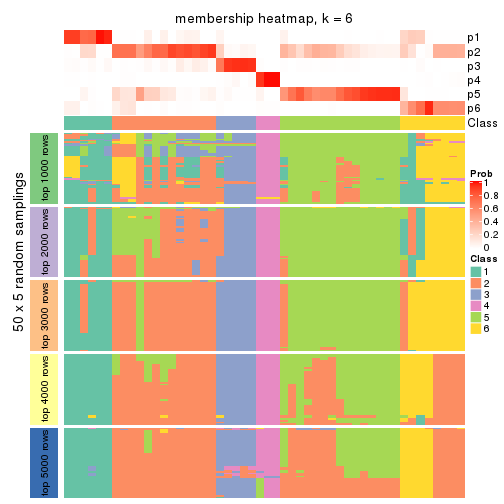 membership heatmap, k = 6
p1
p2
p3
p4
p5
p6
Class
50 x 5 random samplings
top 1000 rows
top 2000 rows
top 3000 rows
top 4000 rows
top 5000 rows
Prob
1
0.8
0.6
0.4
0.2
0
Class
1
2
3
4
5
6